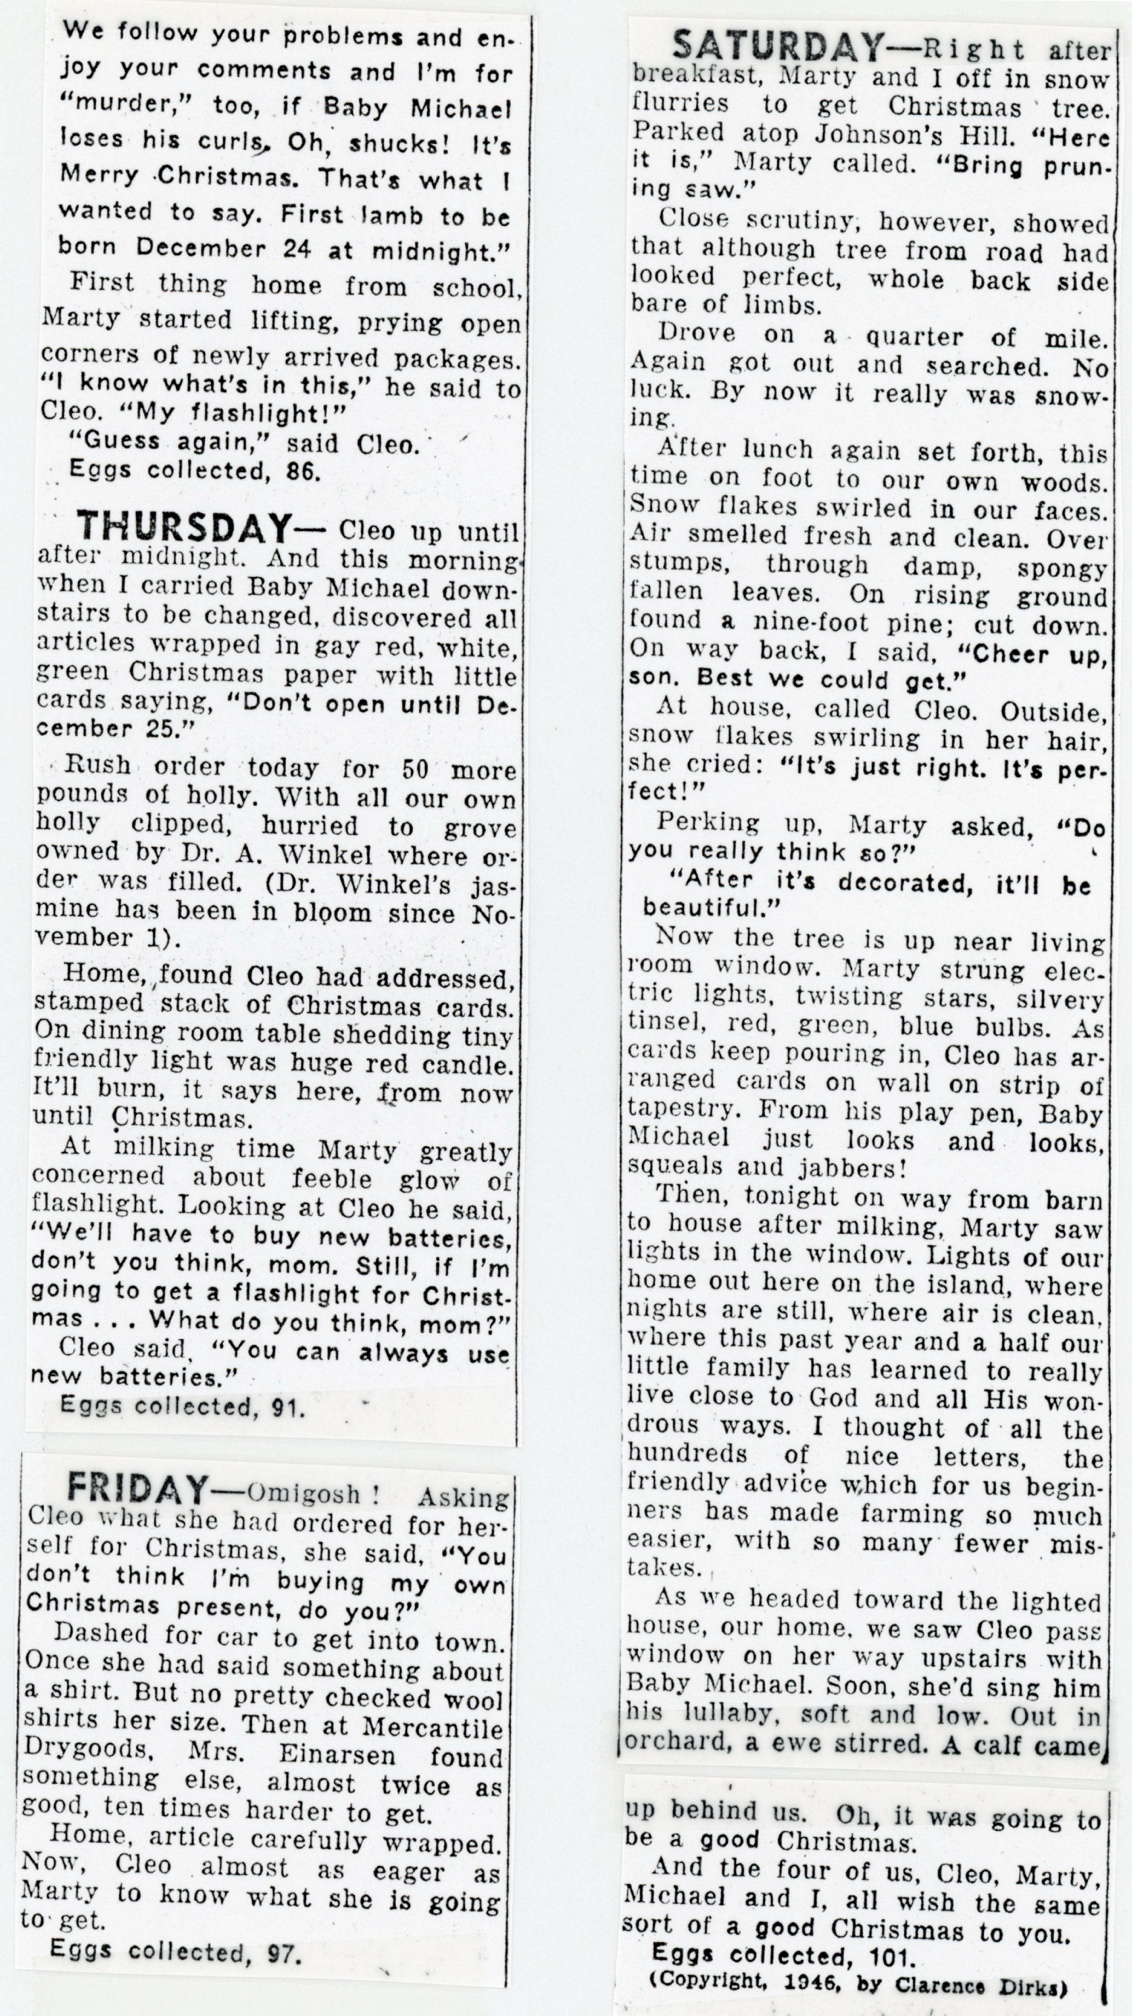 We follow your problems and en-
joy your comments and I'm for
"murder," too, if Baby Michael
loses his curls. Oh, shucks! It's
Merry Christmas. That's what I
wanted to say. First lamb to be
born December 24 at midnight."
First thing home from school,
Marty started lifting, prying open
corners of newly arrived packages.
"I know what's in this," he said to
Cleo. "My flashlight!"
"Guess again," said Cleo.
Eggs collected, 86.
THURSDAY— Cleo up until
after midnight. And this morning
when I carried Baby Michael down-
stairs to be changed, discovered all
articles wrapped in gay red, white,
green Christmas paper with little
cards saying, "Don't open until De-
cember 25."
Rush order today for 50 more
pounds of holly. With all our own
holly clipped, hurried to grove
owned by Dr. A. Winkel where or-
der was filled. (Dr. Winkel's jas-
mine has been in bloom since No-
vember 1).
Home, found Cleo had addressed,
stamped stack of Christmas cards.
On dining room table shedding tiny
friendly light was huge red candle.
It'll burn, it says here, from now
until Christmas.
At milking time Marty greatly
concerned about feeble glow of
flashlight. Looking at Cleo he said,
"We'll have to buy new batteries,
don't you think, mom. Still, if I'm
going to get a flashlight for Christ-
mas . . . What do you think, mom?"
Cleo said, "You can always use
new batteries."
Eggs collected, 91.
FRIDAY—Omigosh! Asking
Cleo what she had ordered for her-
self for Christmas, she said, "You
don't think I'm buying my own
Christmas present, do you?"
Dashed for car to get into town.
Once she had said something about
a shirt. But no pretty checked wool
shirts her size. Then at Mercantile
Drygoods, Mrs. Einarsen found
something else, almost twice as
good, ten times harder to get.
Home, article carefully wrapped.
Now, Cleo almost as eager as
Marty to know what she is going
to get.
Eggs collected, 97.
SATURDAY—Right after
breakfast, Marty and I off in snow
flurries to get Christmas tree.
Parked atop Johnson's Hill. "Here
it is," Marty called. "Bring prun-
ing saw."
Close scrutiny, however, showed
that although tree from road had
looked perfect, whole back side
bare of limbs.
Drove on a quarter of mile.
Again got out and searched. No
luck. By now it really was snow-
ing.
After lunch again set forth, this
time on foot to our own woods.
Snow flakes swirled in our faces.
Air smelled fresh and clean. Over
stumps, through damp, spongy
fallen leaves. On rising ground
found a nine-foot pine; cut down.
On way back, I said, "Cheer up,
son. Best we could get."
At house, called Cleo. Outside,
snow flakes swirling in her hair,
she cried: "It's just right. It's per-
fect!"
Perking up, Marty asked, "Do
you really think so?"
"After it's decorated, it'll be
beautiful."
Now the tree is up near living
room window. Marty strung elec-
tric lights, twisting stars, silvery
tinsel, red, green, blue bulbs. As
cards keep pouring in, Cleo has ar-
ranged cards on wall on strip of
tapestry. From his play pen, Baby
Michael just looks and looks,
squeals and jabbers!
Then, tonight on way from barn
to house after milking, Marty saw
lights in the window. Lights of our
home out here on the island, where
nights are still, where air is clean,
where this past year and a half our
little family has learned to really
live close to God and all His won-
drous ways. I thought of all the
hundreds of nice letters, the
friendly advice which for us begin-
ners has made farming so much
easier, with so many fewer mis-
takes.
As we headed toward the lighted
house, our home, we saw Cleo pass
window on her way upstairs with
Baby Michael. Soon, she'd sing him
his lullaby, soft and low. Out in
orchard, a ewe stirred. A calf came
up behind us. Oh, it was going to
be a good Christmas.
And the four of us, Cleo, Marty,
Michael and I, all wish the same
sort of a good Christmas to you.
Eggs collected, 101.
(Copyright, 1946, by Clarence Dirks)